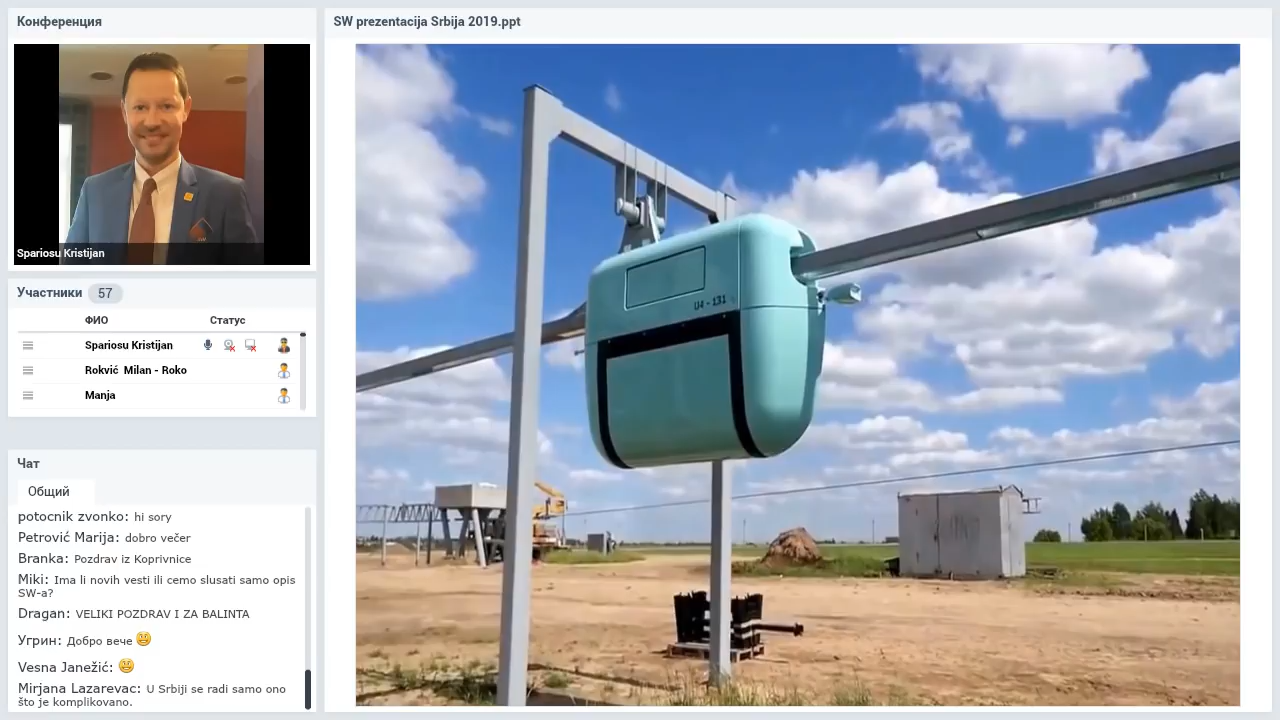 Конференция
Spariosu Kristijan
Участники 57
ФИО Статус
Spariosu Kristijan
Rokvić Milan - Roko
Manja
Чат
Общий
potocnik zvonko: hi sory
Petrović Marija: dobro večer
Branka: Pozdrav iz Koprivnice
Miki: Ima li novih vesti ili cemo slusati samo opis
SW-a?
Dragan: VELIKI POZDRAV I ZA BALINTA
Угрин: Добро вече
Vesna Janežić:
Mirjana Lazarevac: U Srbiji se radi samo ono
što je komplikovano.
SW prezentacija Srbija 2019.ppt
U4 - 131